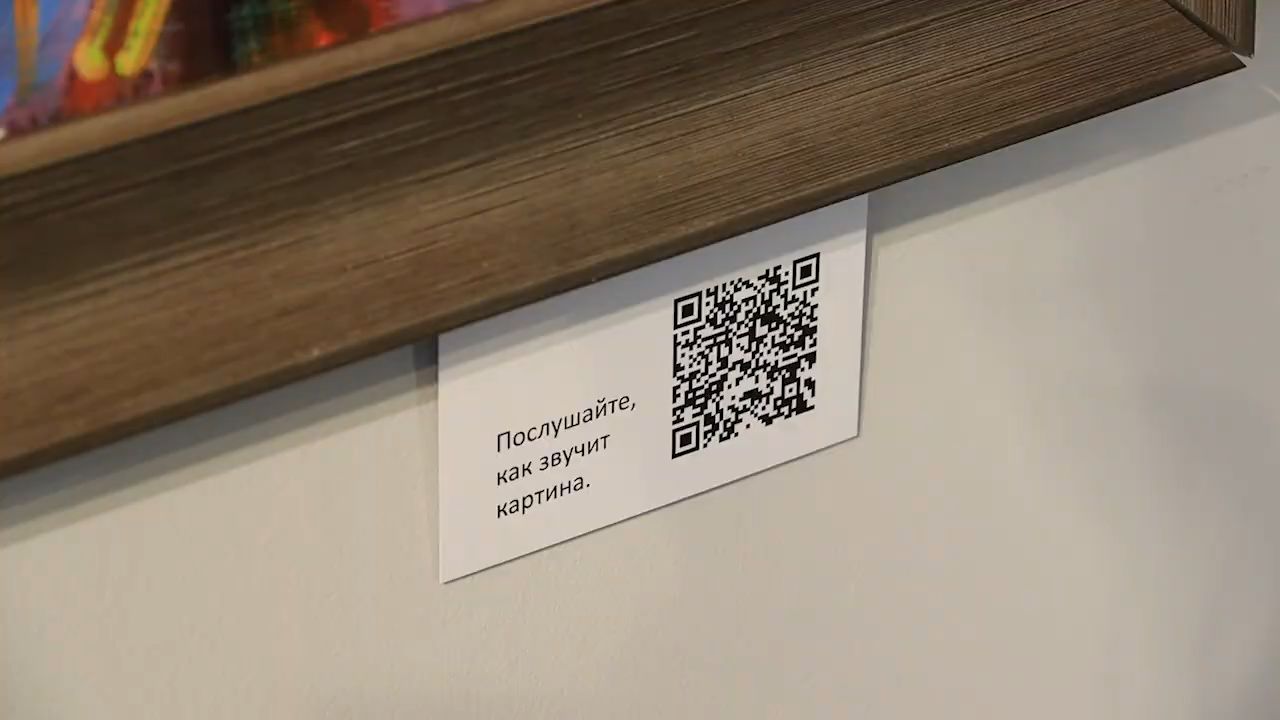 Послушайте,
как звучит
картина.